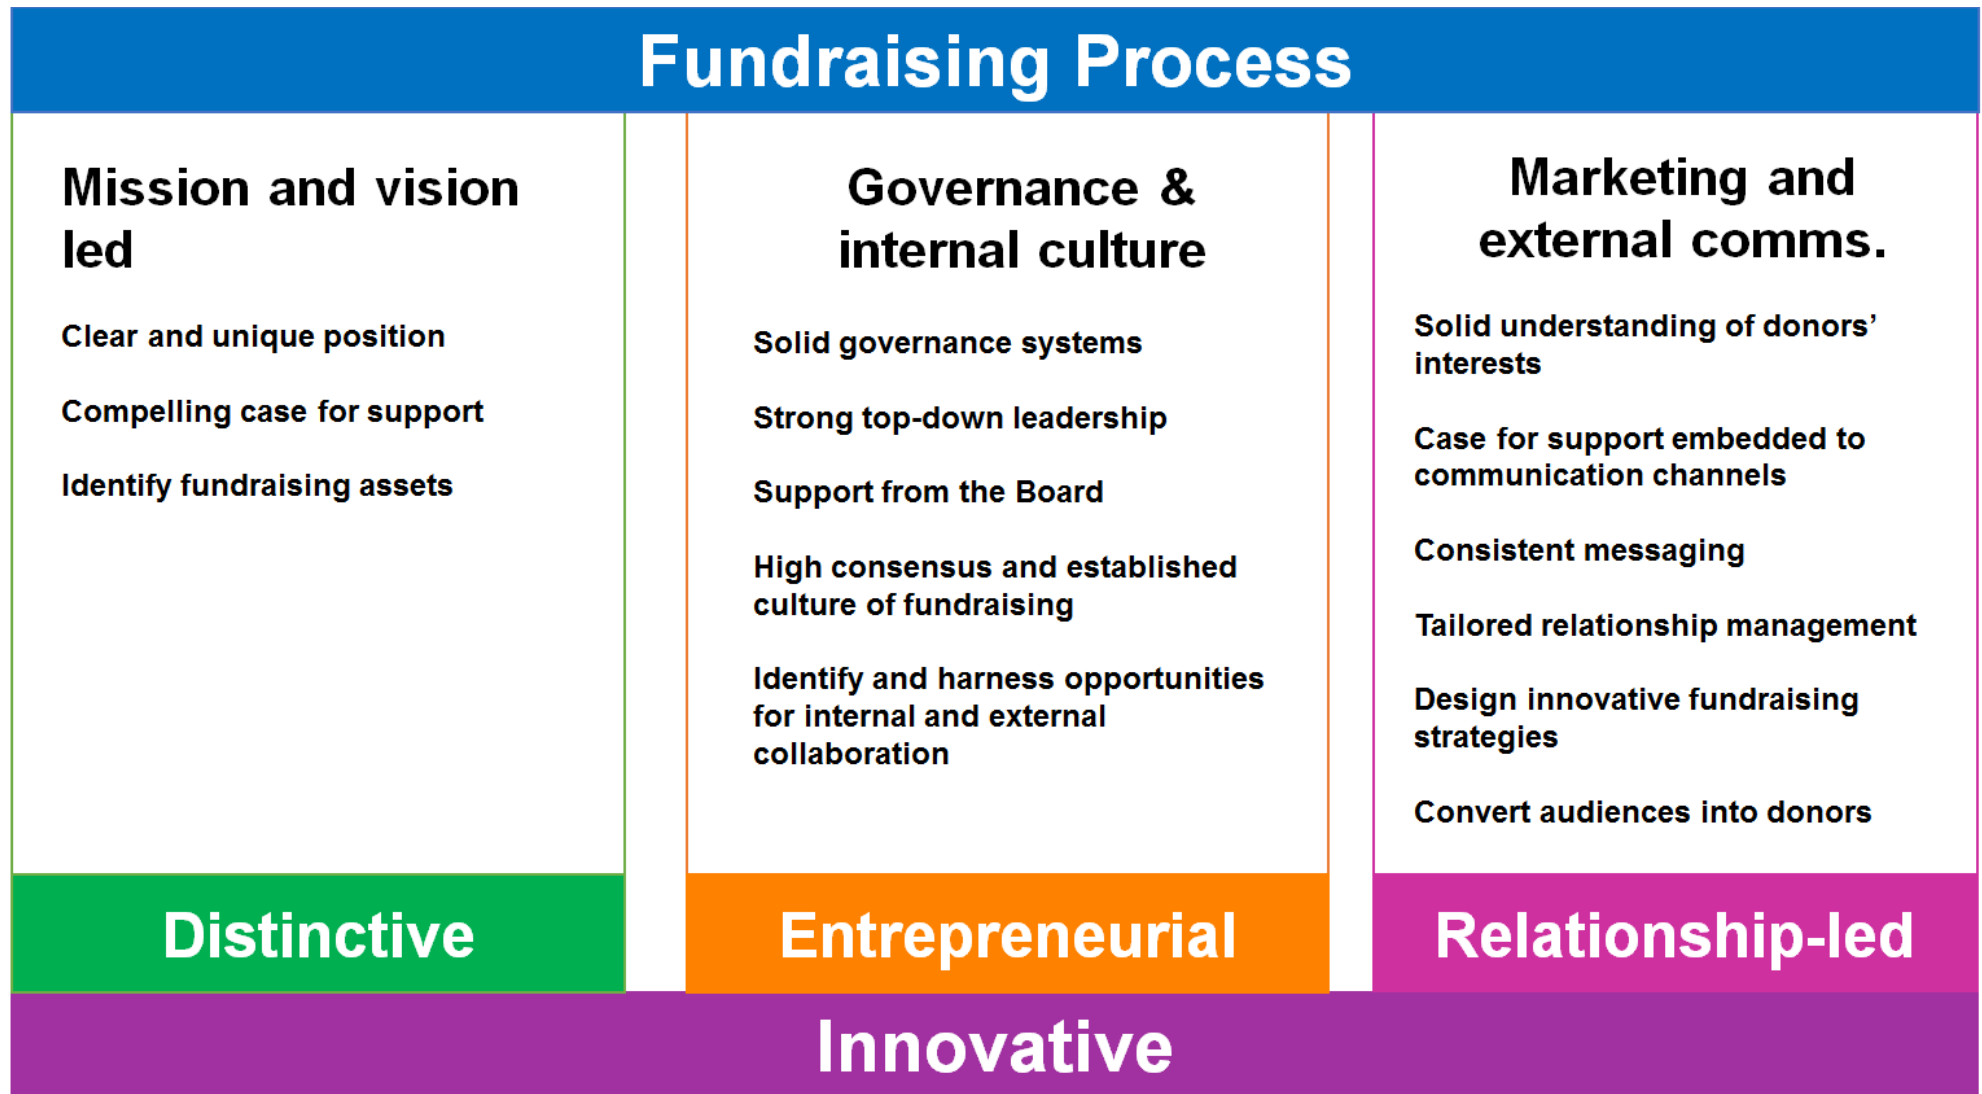 Fundraising Process
Mission and vision
led
Clear and unique position
Compelling case for support
Identify fundraising assets
Distinctive
Governance &
internal culture
Solid governance systems
Strong top-down leadership
Support from the Board
High consensus and established
culture of fundraising
Identify and harness opportunities
for internal and external
collaboration
Entrepreneurial
Marketing and
external comms.
Solid understanding of donors’
interests
Case for support embedded to
communication channels
Consistent messaging
Tailored relationship management
Design innovative fundraising
strategies
Convert audiences into donors
Relationship-led
Innovative